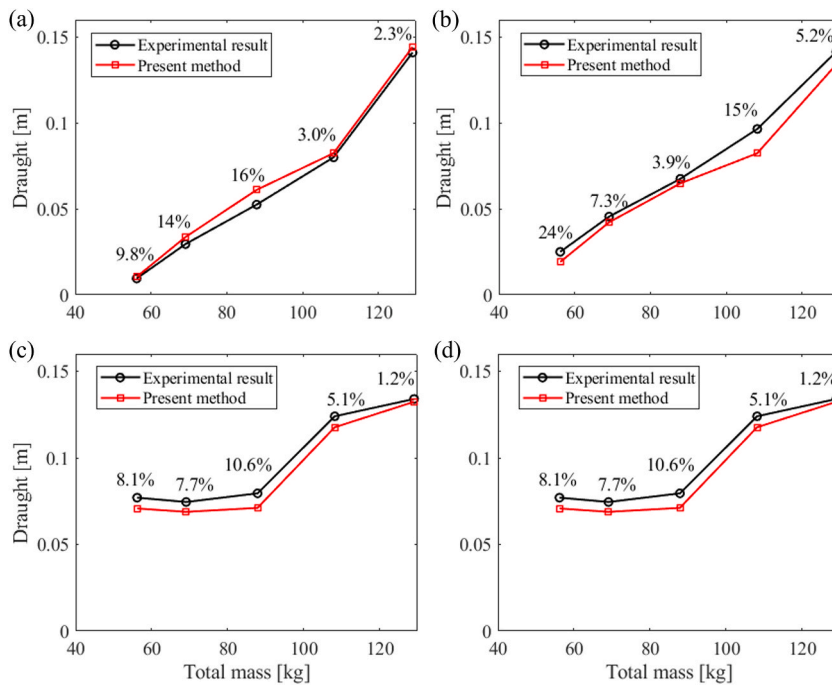 (a)
0.15
Experimental result
Present method
2.3%
3.0%
16%
14%
9.8%
0.1
0.05
0
Draught [m]
40 60 80 100 120
(b)
0.15
Experimental result
Present method
5.2%
15%
3.9%
7.3%
24%
0.1
0.05
0
Draught [m]
40 60 80 100 120
(c)
0.15
Experimental result
Present method
1.2%
5.1%
10.6%
7.7%
8.1%
0.1
0.05
0
Draught [m]
40 60 80 100 120
Total mass [kg]
(d)
0.15
Experimental result
Present method
1.2%
5.1%
10.6%
7.7%
8.1%
0.1
0.05
0
40 60 80 100 120
Total mass [kg]